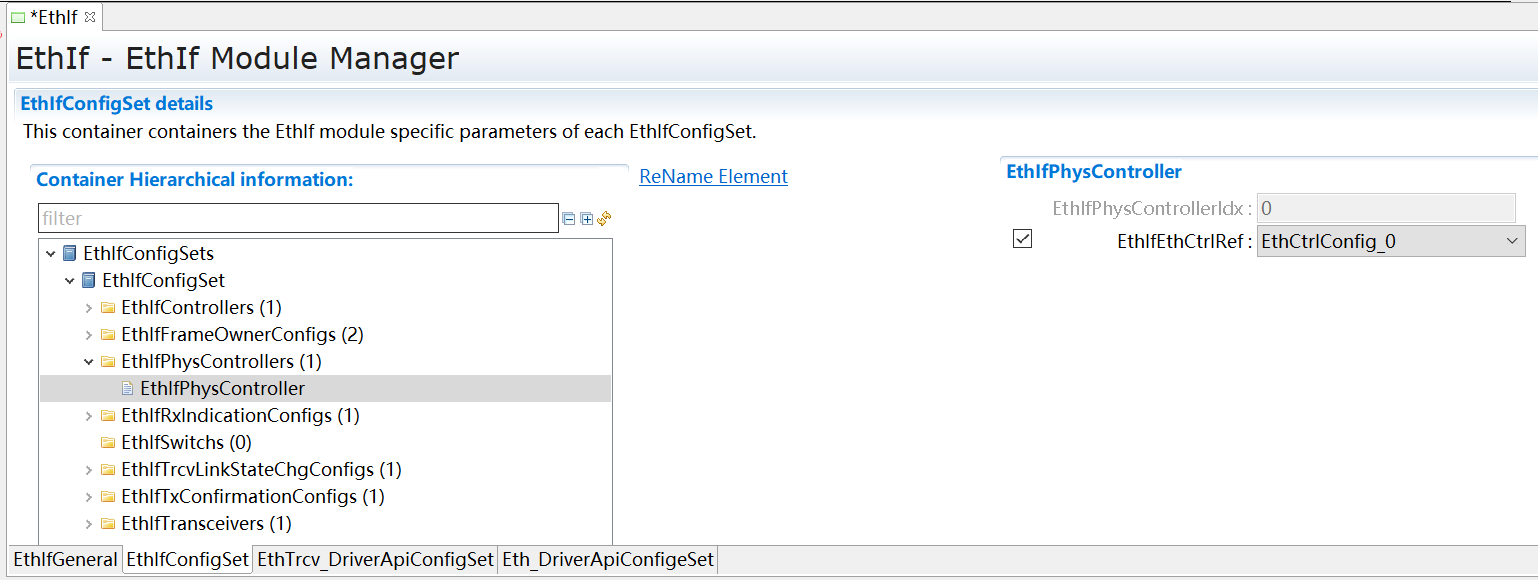 *EthIf
EthIf - EthIf Module Manager
EthIfConfigSet details
This container containers the EthIf module specific parameters of each EthIfConfigSet.
Container Hierarchical information:
filter
EthIfConfigSets
EthIfConfigSet
EthIfControllers (1)
EthIfFrameOwnerConfigs (2)
EthIfPhysControllers (1)
EthIfPhysController
EthIfRxIndicationConfigs (1)
EthIfSwitchs (0)
EthIfTrcvLinkStateChgConfigs (1)
EthIfTxConfirmationConfigs (1)
EthIfTransceivers (1)
ReName Element
EthIfPhysController
EthIfPhysControllerIdx : 0
EthIfEthCtrlRef : EthCtrlConfig_0
EthIfGeneral EthIfConfigSet EthTrcv_DriverApiConfigSet Eth_DriverApiConfigeSet